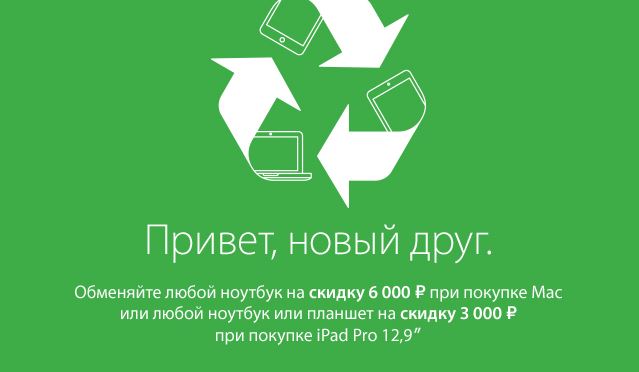 Привет, новый друг.
Обменяйте любой ноутбук на скидку 6 000 ₽ при покупке Mac
или любой ноутбук или планшет на скидку 3 000 ₽
при покупке iPad Pro 12,9″